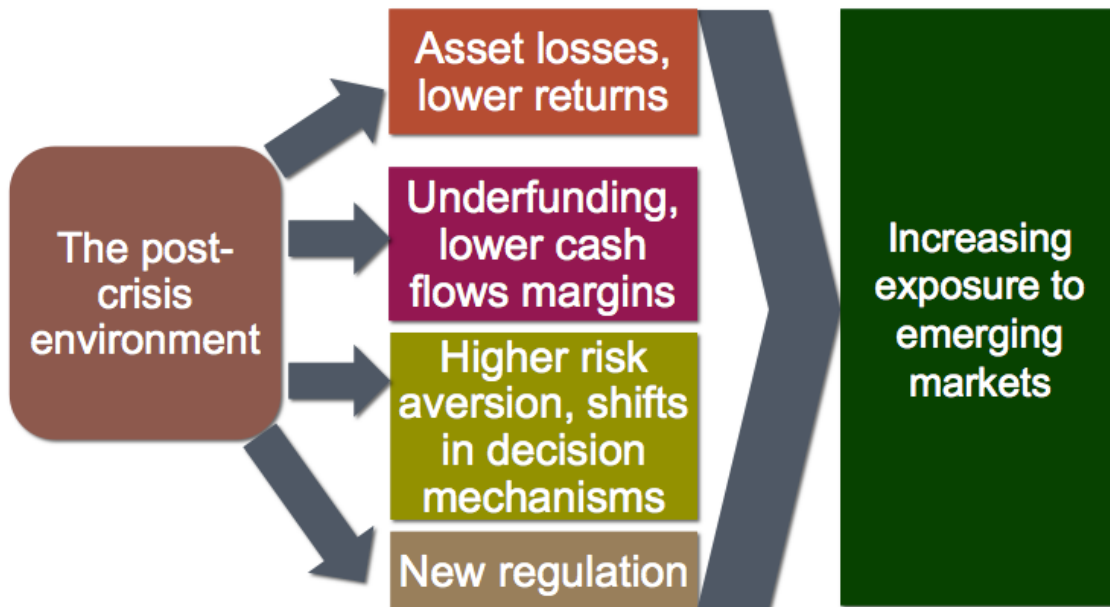 The post-
crisis
environment
Asset losses,
lower returns
Underfunding,
lower cash
flows margins
Higher risk
aversion, shifts
in decision
mechanisms
New regulation
Increasing
exposure to
emerging
markets